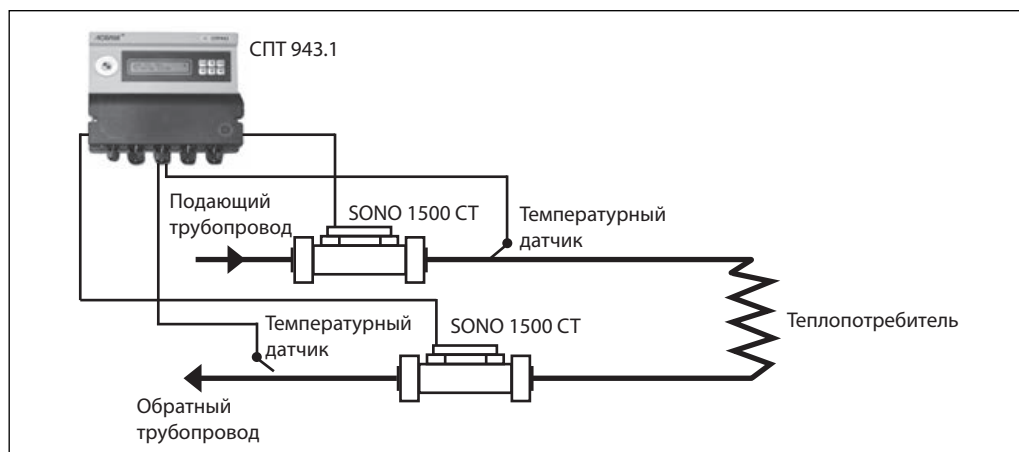 СПТ 943.1
Подающий
трубопровод
SONO 1500 CT
Температурный
датчик
Температурный
датчик
SONO 1500 CT
Теплопотребитель
Обратный
трубопровод